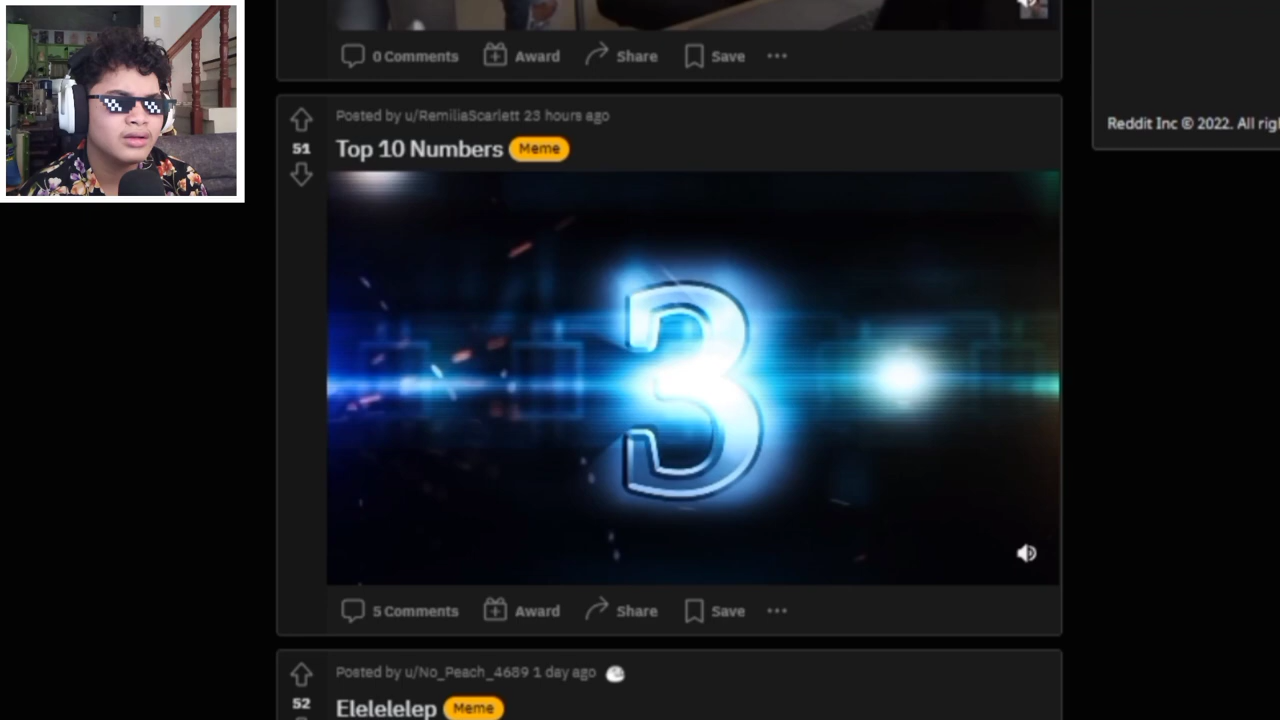 0 Comments Award Share Save
Reddit Inc © 2022. All righ
Posted by u/RemiliaScarlett 23 hours ago
51
Top 10 Numbers Meme
3
5 Comments Award Share Save
Posted by u/No_Peach_4689 1 day ago
52
Elelelelep Meme